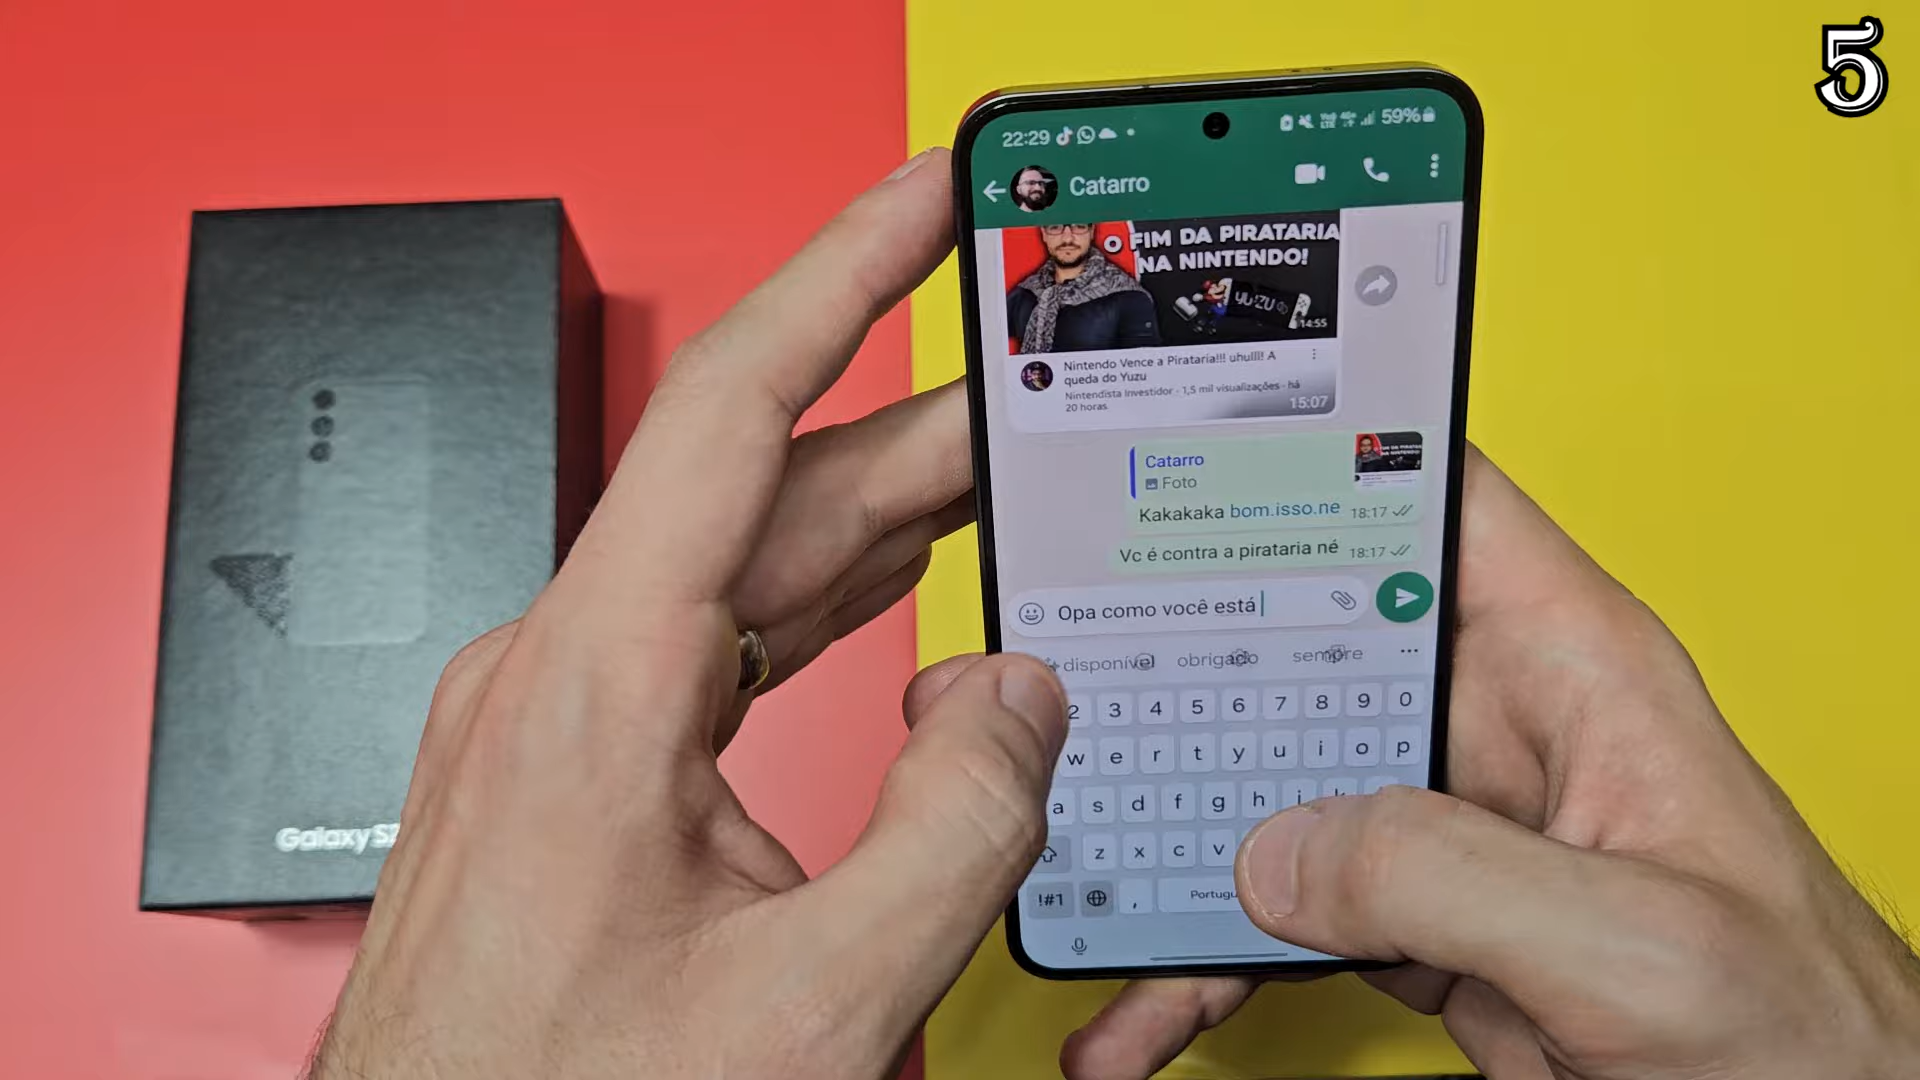 5
22:29
59%
Catarro
O FIM DA PIRATARIA
NA NINTENDO!
YUZU
14:55
Nintendo Vence a Pirataria!!! uhulll! A
queda do Yuzu
Nintendista Investidor - 1,5 mil visualizações - há
20 horas
15:07
Catarro
Foto
Kakakaka bom.isso.ne 18:17
Vc é contra a pirataria né 18:17
Opa como você está
disponível obrigado sempre
2 3 4 5 6 7 8 9 0
w e r t y u i o p
a s d f g h j k
z x c v
!#1 , Portugu
Galaxy S2